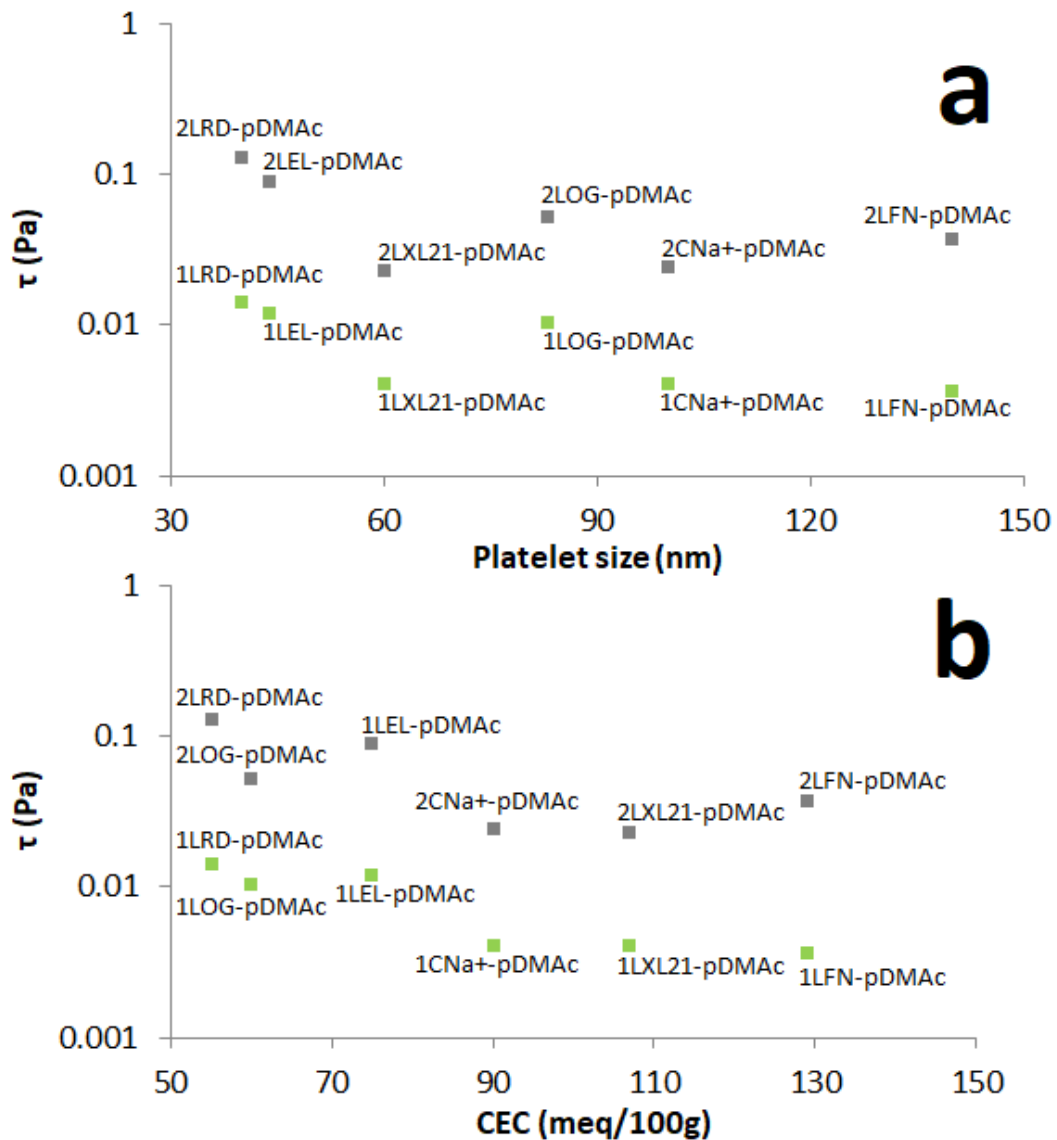 1
a
2LRD-pDMAc
2LEL-pDMAc
0.1
2LOG-pDMAc
2LFN-pDMAc
τ (Pa)
2LXL21-pDMAc
2CNa+-pDMAc
1LRD-pDMAc
0.01
1LEL-pDMAc
1LOG-pDMAc
1LXL21-pDMAc
1CNa+-pDMAc
1LFN-pDMAc
0.001
30 60 90 120 150
Platelet size (nm)
1
b
2LRD-pDMAc
1LEL-pDMAc
0.1
2LOG-pDMAc
2LFN-pDMAc
τ (Pa)
2CNa+-pDMAc
2LXL21-pDMAc
1LRD-pDMAc
0.01
1LEL-pDMAc
1LOG-pDMAc
1CNa+-pDMAc
1LXL21-pDMAc
1LFN-pDMAc
0.001
50 70 90 110 130 150
CEC (meq/100g)